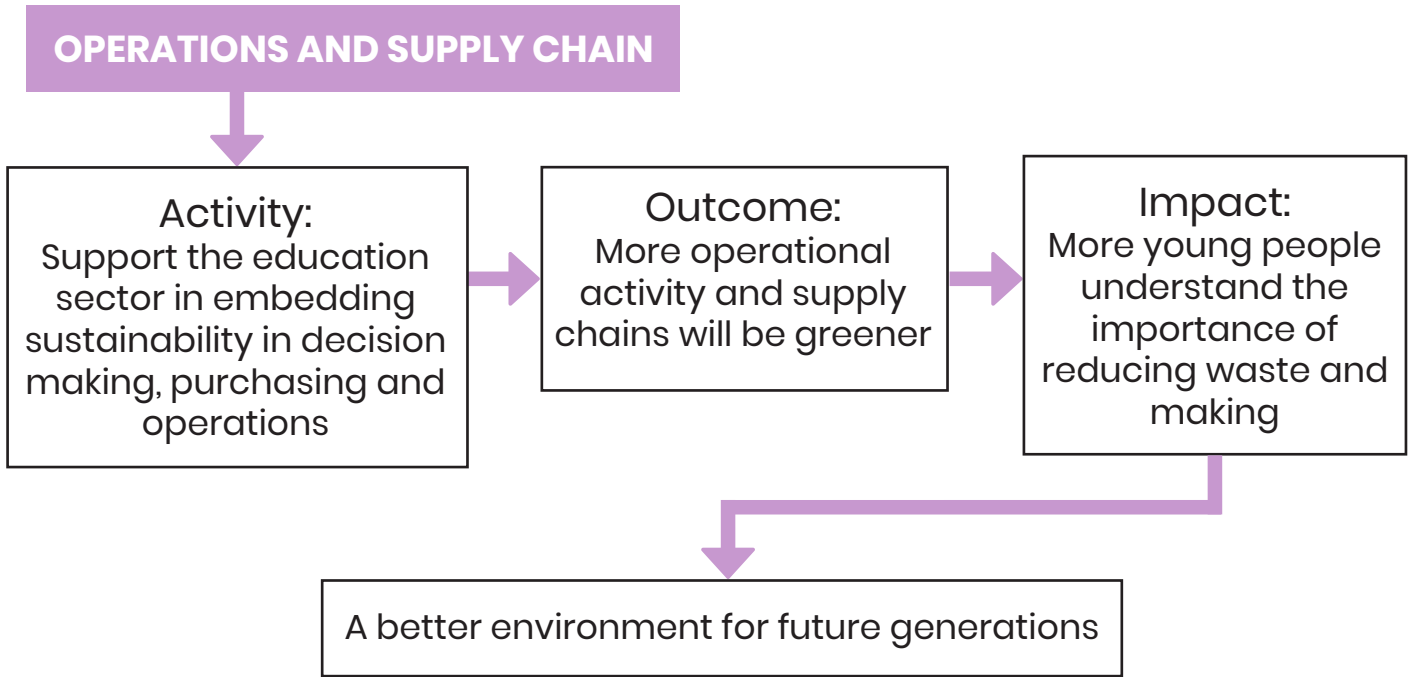 OPERATIONS AND SUPPLY CHAIN
Activity:
Support the education
sector in embedding
sustainability in decision
making, purchasing and
operations
Outcome:
More operational
activity and supply
chains will be greener
Impact:
More young people
understand the
importance of
reducing waste and
making
A better environment for future generations